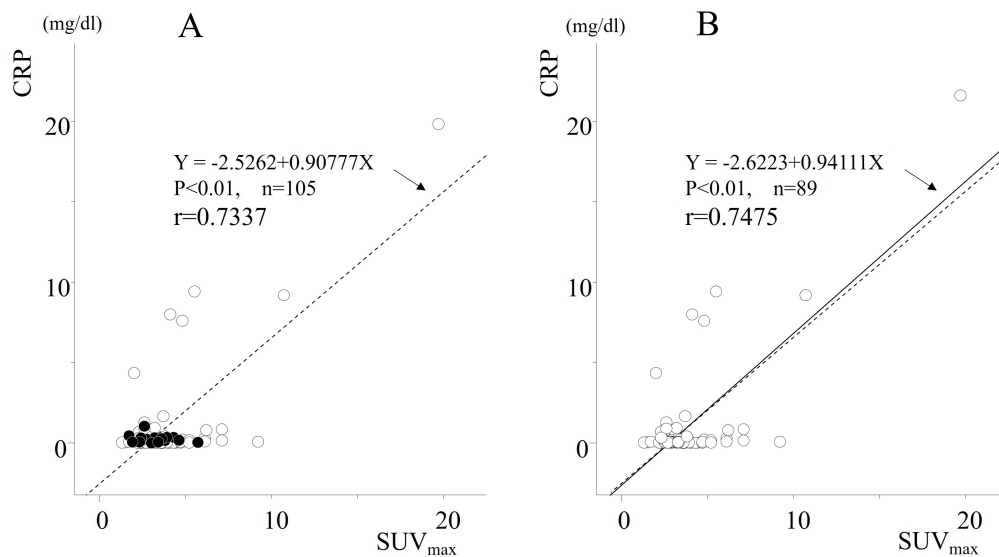 (mg/dl)
A
CRP
20
Y = -2.5262+0.90777X
P<0.01, n=105
r=0.7337
10
0
0
10
20
SUVmax
(mg/dl)
B
CRP
20
Y = -2.6223+0.94111X
P<0.01, n=89
r=0.7475
10
0
0
10
20
SUVmax